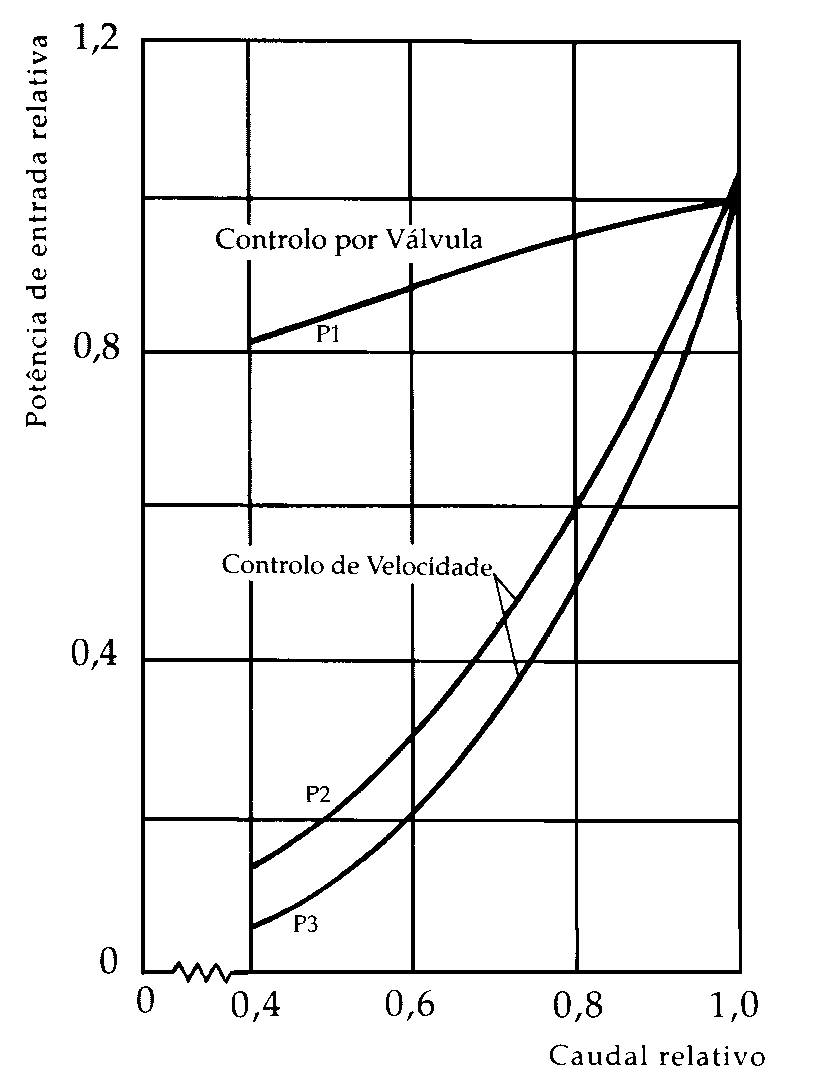 Potência de entrada relativa
1,2
Controlo por Válvula
P1
0,8
Controlo de Velocidade
0,4
P2
P3
0
0
0,4
0,6
0,8
1,0
Caudal relativo